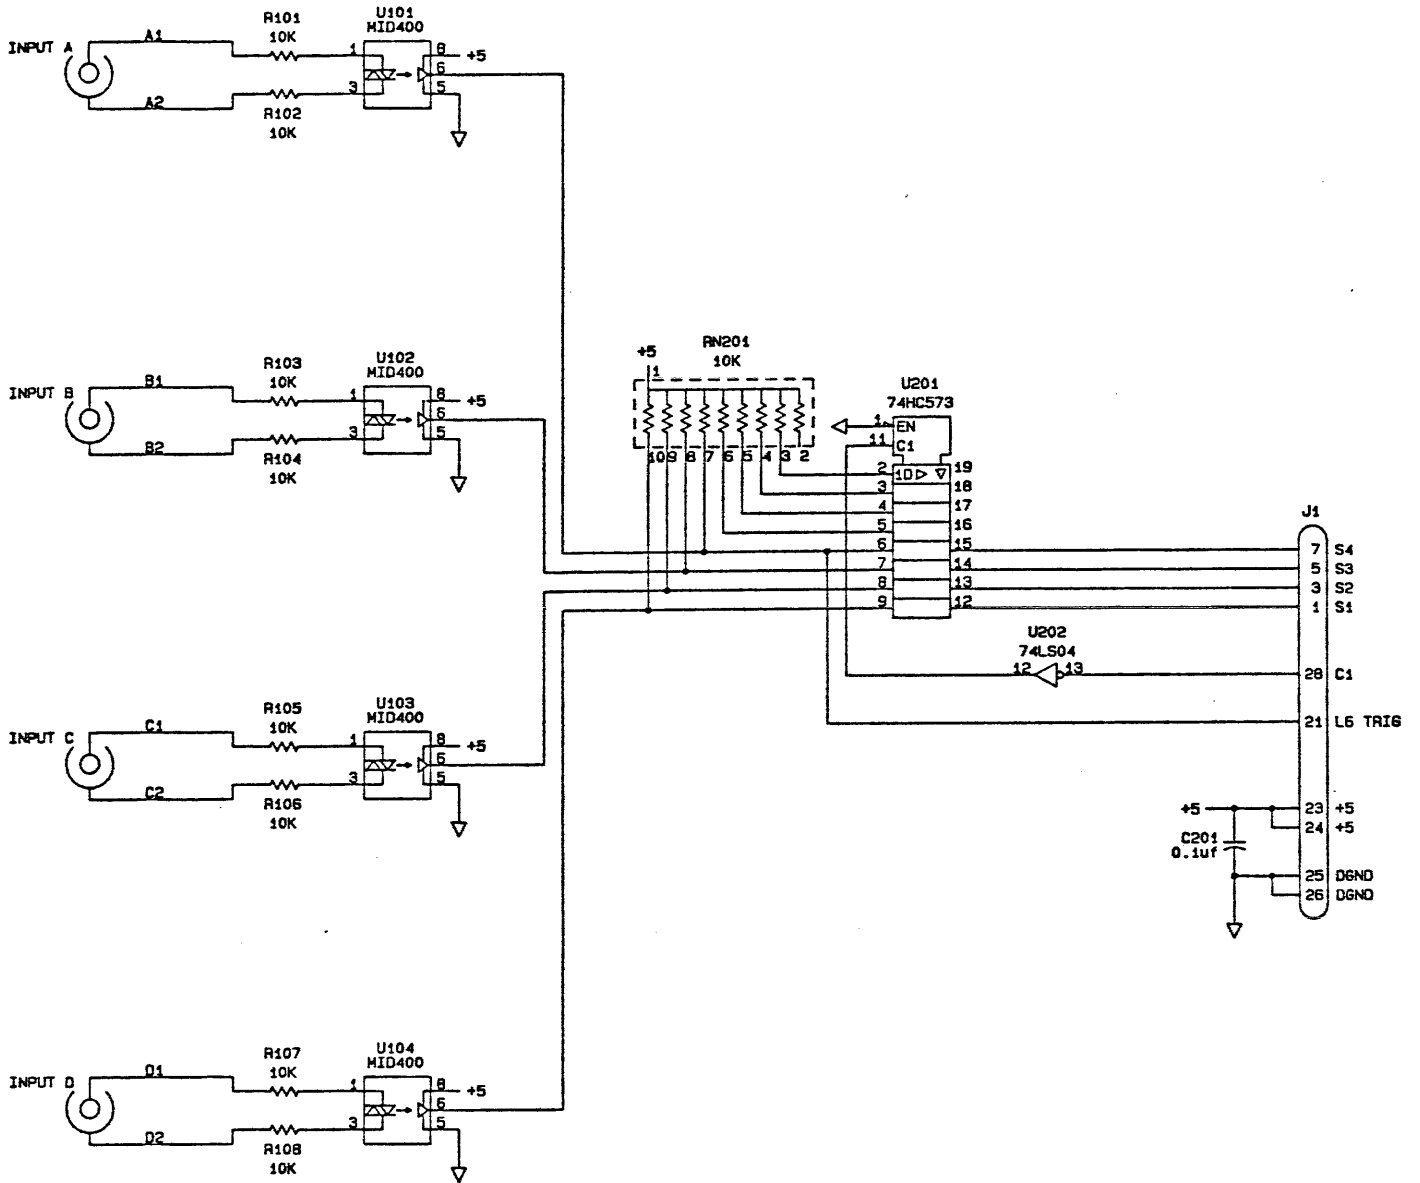 INPUT A
A1
A2
R101
10K
R102
10K
U101
MID400
1
3
8
6
5
+5
INPUT B
B1
B2
R103
10K
R104
10K
U102
MID400
1
3
8
6
5
+5
RN201
10K
+5
1
10 9 8 7 6 5 4 3 2
U201
74HC573
1 EN
11 C1
2 1D 19
3 18
4 17
5 16
6 15
7 14
8 13
9 12
J1
7 S4
5 S3
3 S2
1 S1
U202
74LS04
12 13
28 C1
21 L6 TRIG
+5
23 +5
24 +5
C201
0.1uf
25 DGND
26 DGND
INPUT C
C1
C2
R105
10K
R106
10K
U103
MID400
1
3
8
6
5
+5
INPUT D
D1
D2
R107
10K
R108
10K
U104
MID400
1
3
8
6
5
+5